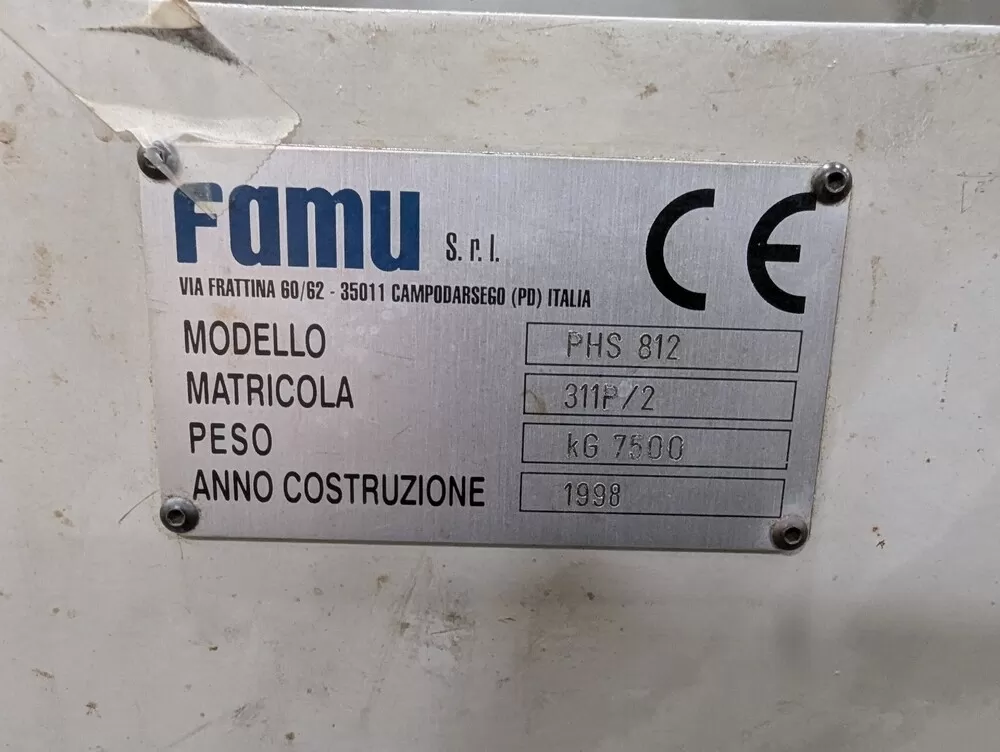 Famu S.r.l. CE
VIA FRATTINA 60/62 - 35011 CAMPODARSEGO (PD) ITALIA
MODELLO PHS 812
MATRICOLA 311P/2
PESO kG 7500
ANNO COSTRUZIONE 1998